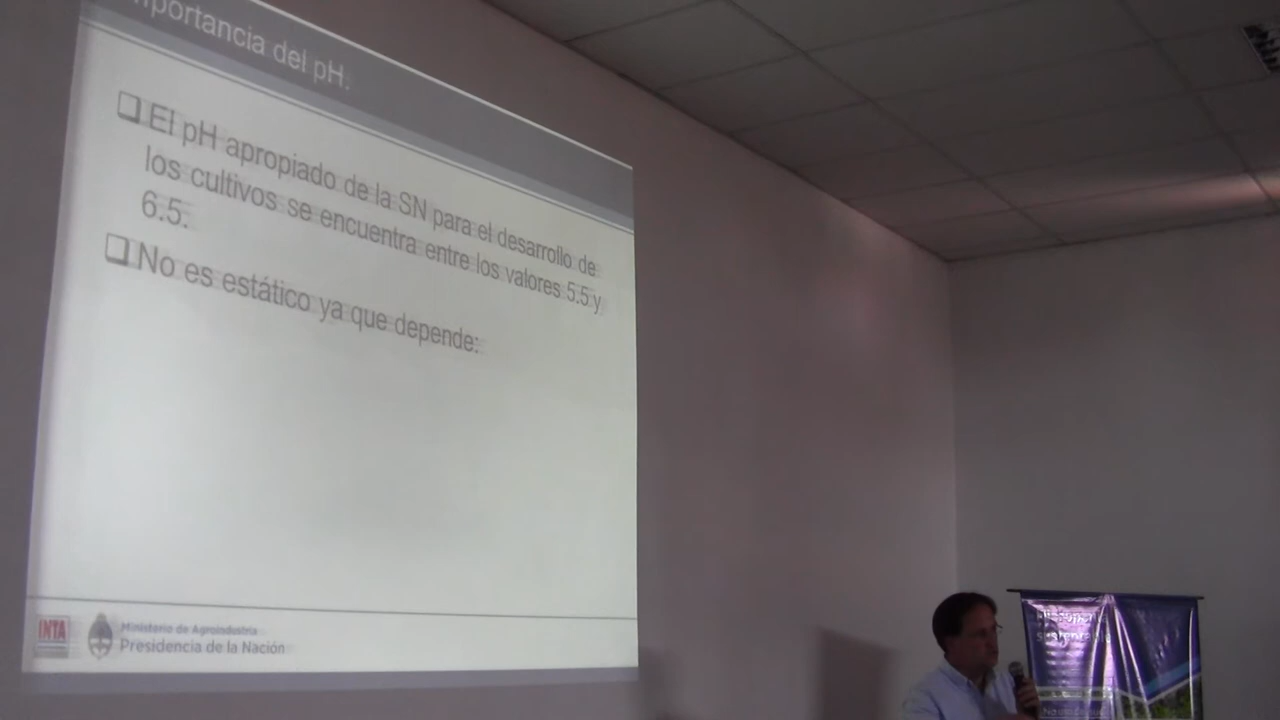 mportancia del pH.
❑ El pH apropiado de la SN para el desarrollo de
los cultivos se encuentra entre los valores 5.5 y
6.5.
❑ No es estático ya que depende:
INTA
Ministerio de Agroindustria
Presidencia de la Nación